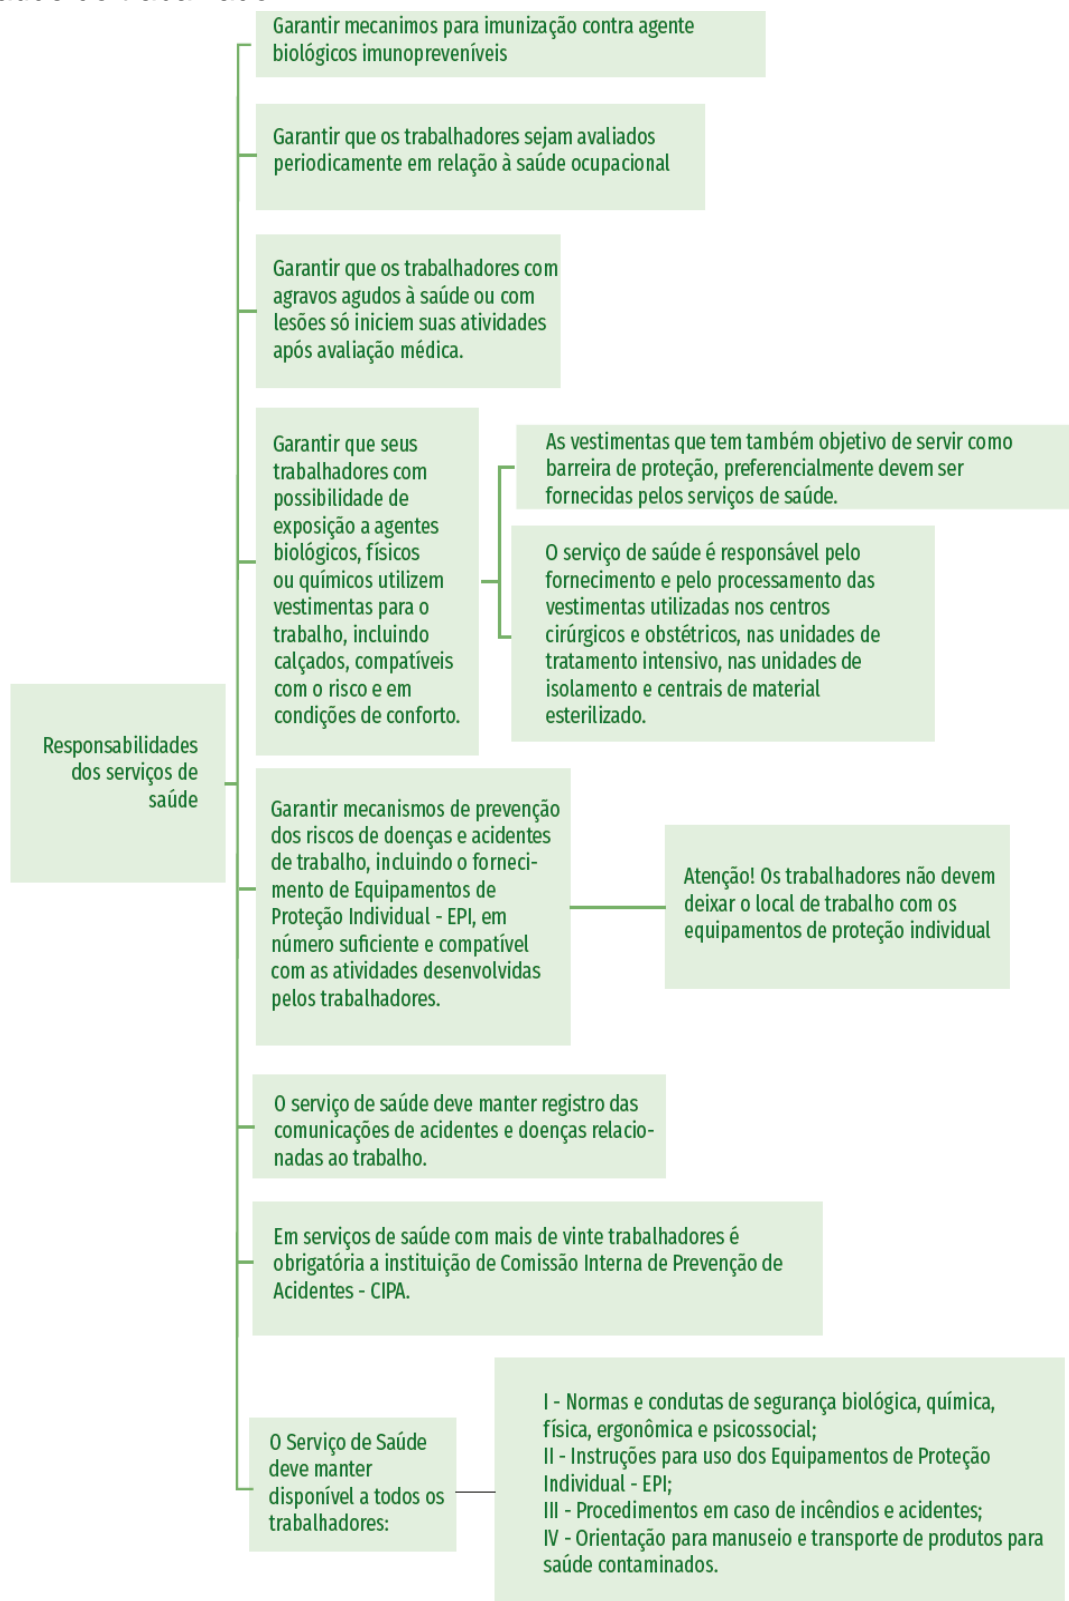 Garantir mecanimos para imunização contra agente
biológicos imunopreveníveis
Garantir que os trabalhadores sejam avaliados
periodicamente em relação à saúde ocupacional
Garantir que os trabalhadores com
agravos agudos à saúde ou com
lesões só iniciem suas atividades
após avaliação médica.
Garantir que seus
trabalhadores com
possibilidade de
exposição a agentes
biológicos, físicos
ou químicos utilizem
vestimentas para o
trabalho, incluindo
calçados, compatíveis
com o risco e em
condições de conforto.
As vestimentas que tem também objetivo de servir como
barreira de proteção, preferencialmente devem ser
fornecidas pelos serviços de saúde.
O serviço de saúde é responsável pelo
fornecimento e pelo processamento das
vestimentas utilizadas nos centros
cirúrgicos e obstétricos, nas unidades de
tratamento intensivo, nas unidades de
isolamento e centrais de material
esterilizado.
Responsabilidades
dos serviços de
saúde
Garantir mecanismos de prevenção
dos riscos de doenças e acidentes
de trabalho, incluindo o forneci-
mento de Equipamentos de
Proteção Individual - EPI, em
número suficiente e compatível
com as atividades desenvolvidas
pelos trabalhadores.
Atenção! Os trabalhadores não devem
deixar o local de trabalho com os
equipamentos de proteção individual
O serviço de saúde deve manter registro das
comunicações de acidentes e doenças relacio-
nadas ao trabalho.
Em serviços de saúde com mais de vinte trabalhadores é
obrigatória a instituição de Comissão Interna de Prevenção de
Acidentes - CIPA.
O Serviço de Saúde
deve manter
disponível a todos os
trabalhadores:
I - Normas e condutas de segurança biológica, química,
física, ergonômica e psicossocial;
II - Instruções para uso dos Equipamentos de Proteção
Individual - EPI;
III - Procedimentos em caso de incêndios e acidentes;
IV - Orientação para manuseio e transporte de produtos para
saúde contaminados.